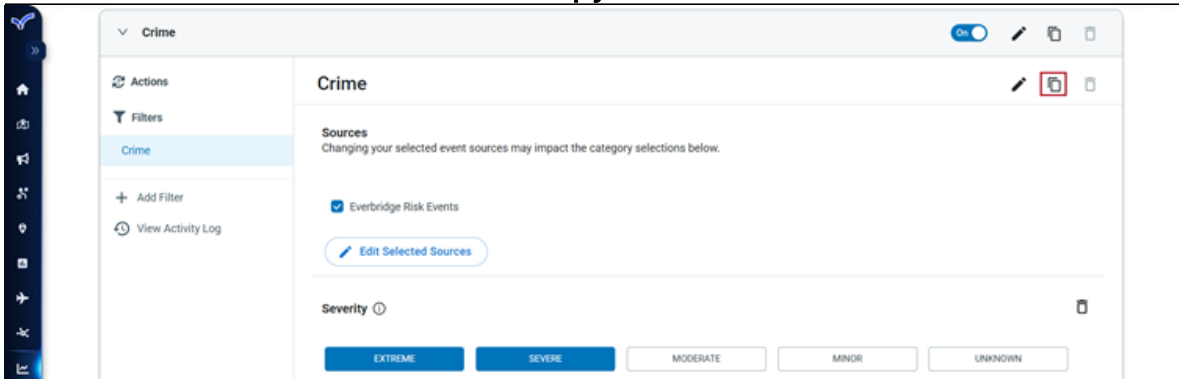 Crime
On
Actions
Filters
Crime
Add Filter
View Activity Log
Crime
Sources
Changing your selected event sources may impact the category selections below.
Everbridge Risk Events
Edit Selected Sources
Severity
EXTREME SEVERE MODERATE MINOR UNKNOWN